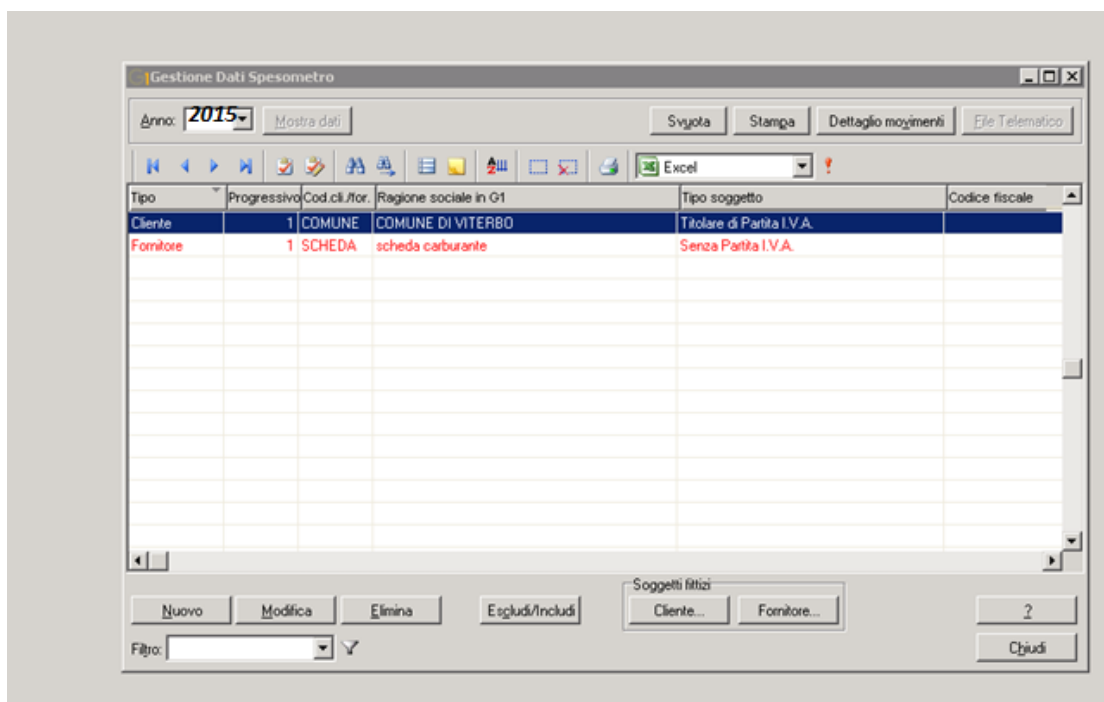 Gestione Dati Spesometro
Anno: 2015 Mostra dati Svuota Stampa Dettaglio movimenti File Telematico
Excel
Tipo Progressivo Cod.cli./for. Ragione sociale in G1 Tipo soggetto Codice fiscale
Cliente 1 COMUNE COMUNE DI VITERBO Titolare di Partita I.V.A.
Fornitore 1 SCHEDA scheda carburante Senza Partita I.V.A.
Soggetti fittizi
Nuovo Modifica Elimina Escludi/Includi Cliente... Fornitore... ?
Filtro: Chiudi